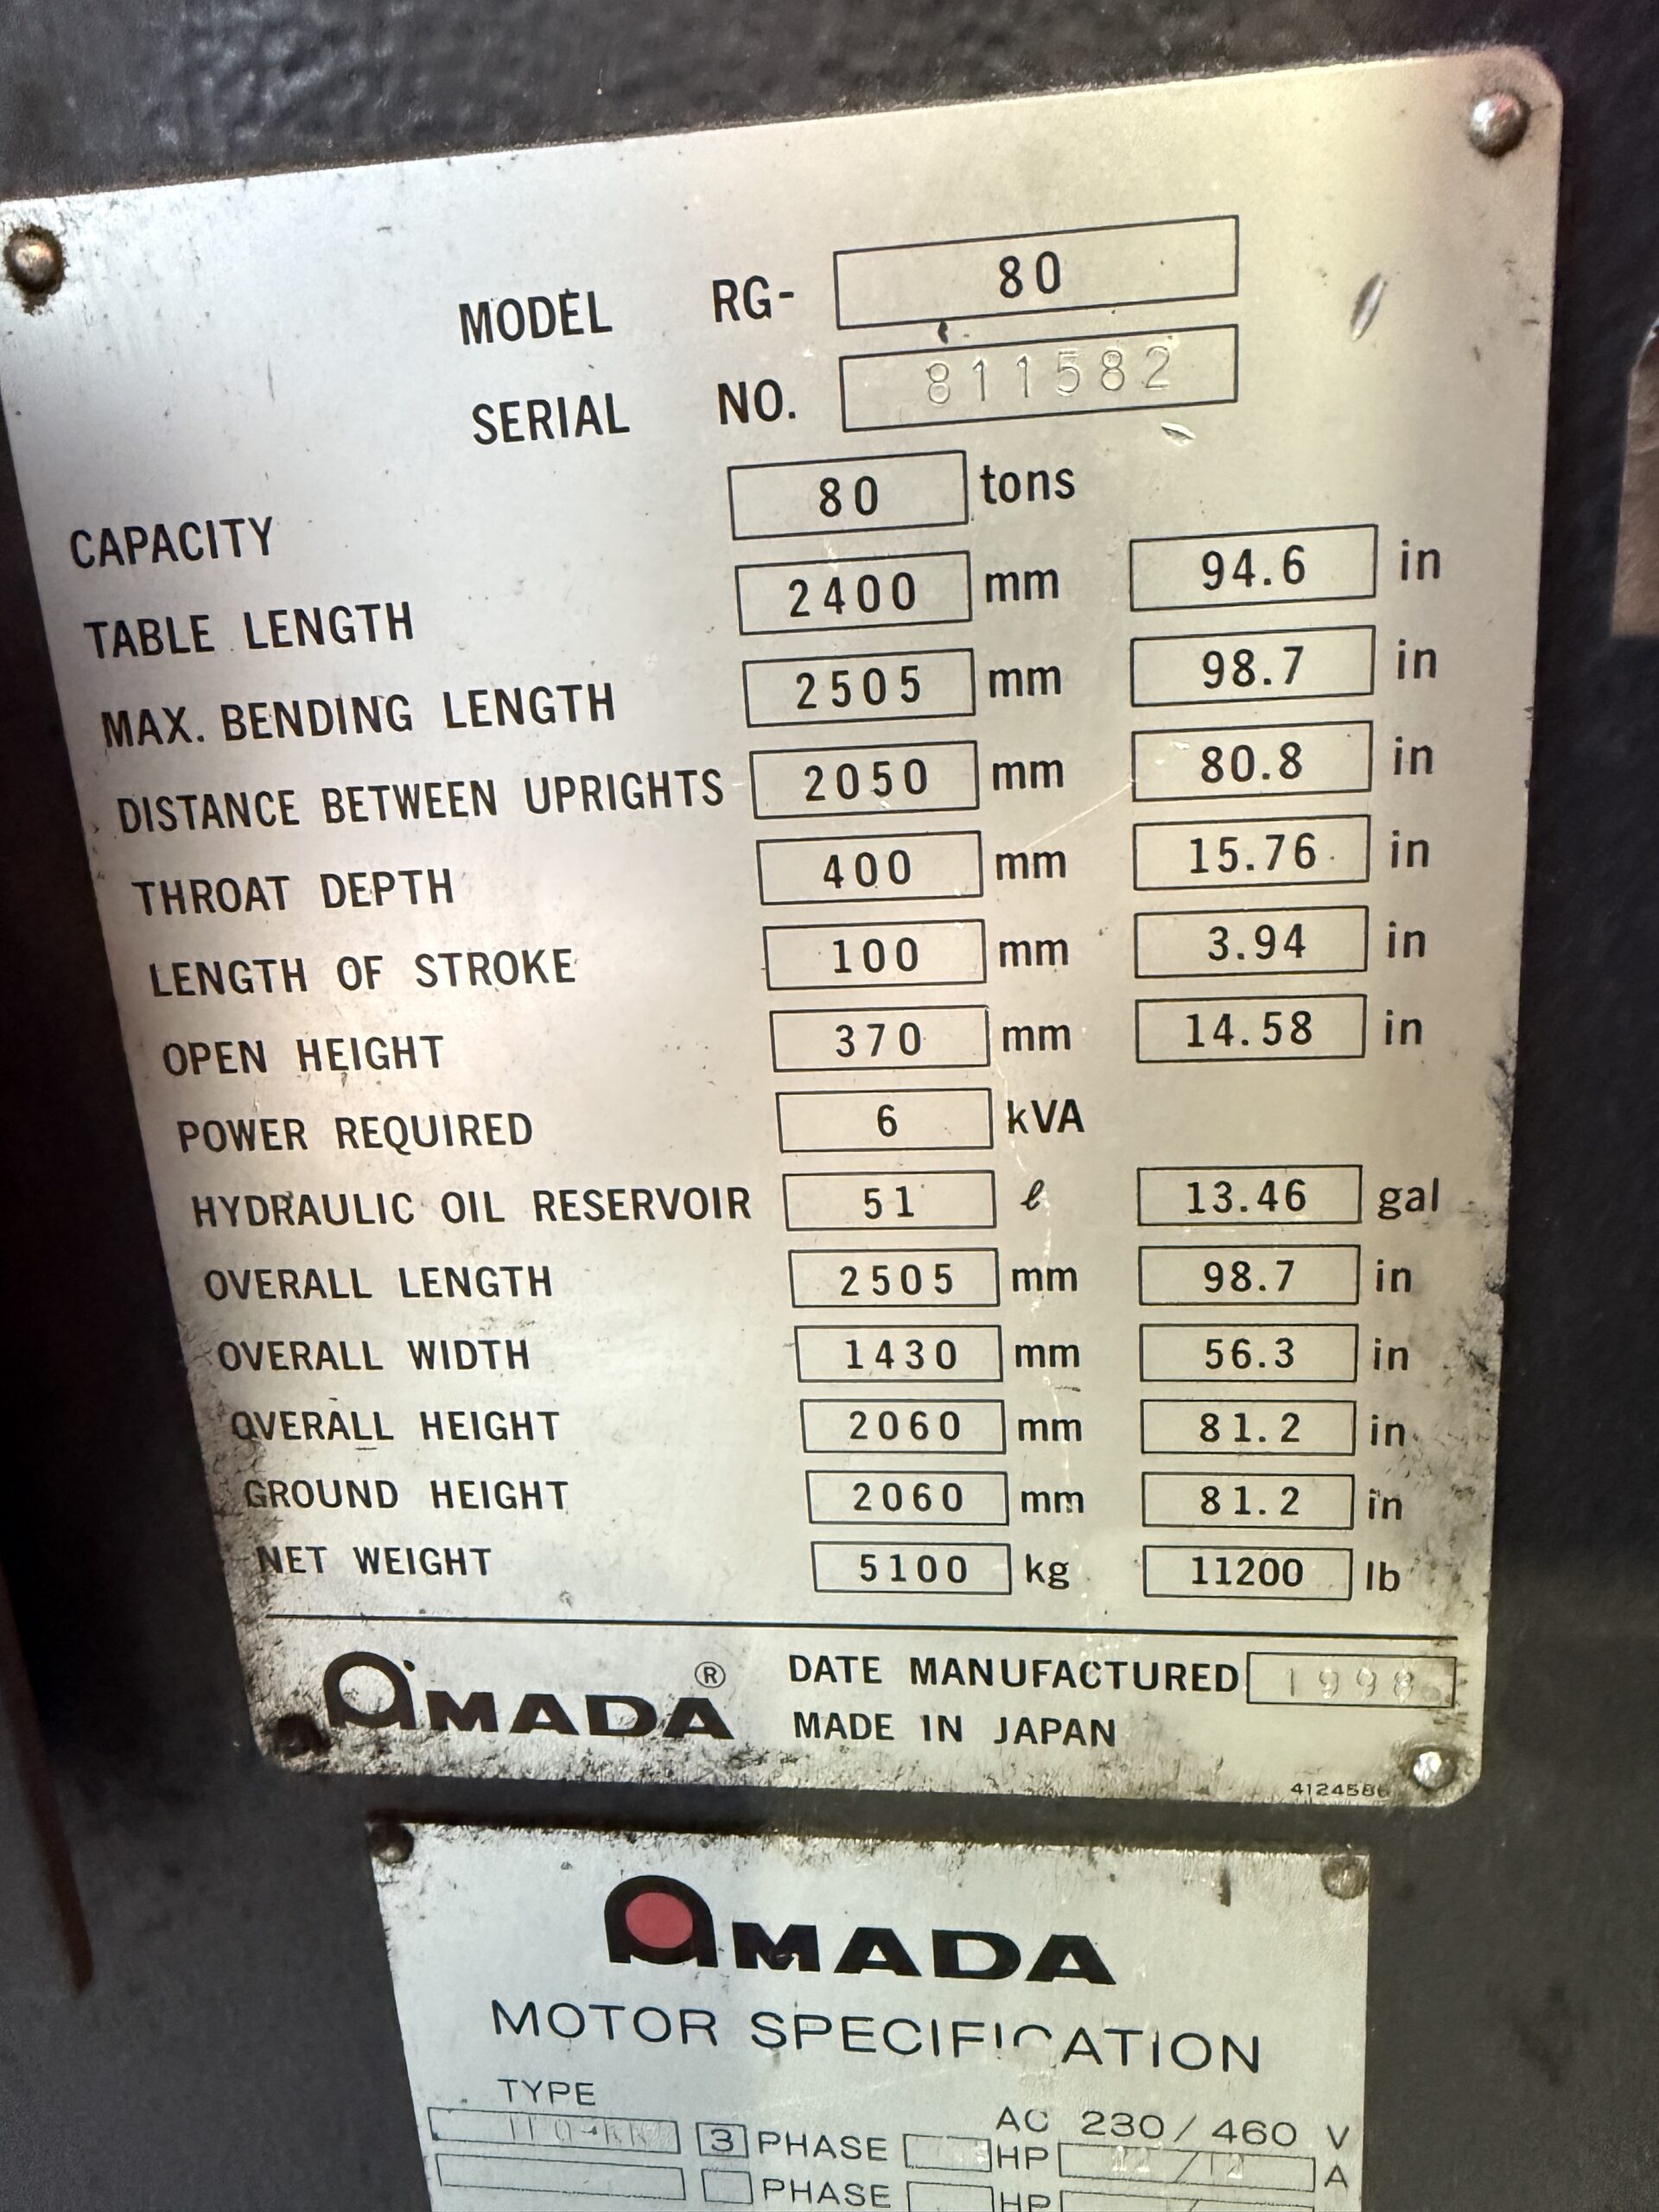 MODEL RG- 80
SERIAL NO. 811582
CAPACITY 80 tons
TABLE LENGTH 2400 mm 94.6 in
MAX. BENDING LENGTH 2505 mm 98.7 in
DISTANCE BETWEEN UPRIGHTS 2050 mm 80.8 in
THROAT DEPTH 400 mm 15.76 in
LENGTH OF STROKE 100 mm 3.94 in
OPEN HEIGHT 370 mm 14.58 in
POWER REQUIRED 6 kVA
HYDRAULIC OIL RESERVOIR 51 ℓ 13.46 gal
OVERALL LENGTH 2505 mm 98.7 in
OVERALL WIDTH 1430 mm 56.3 in
OVERALL HEIGHT 2060 mm 81.2 in
GROUND HEIGHT 2060 mm 81.2 in
NET WEIGHT 5100 kg 11200 lb
AMADA ® DATE MANUFACTURED 1998
MADE IN JAPAN
AMADA
MOTOR SPECIFICATION
TYPE AC 230/460 V
3 PHASE HP A
PHASE HP